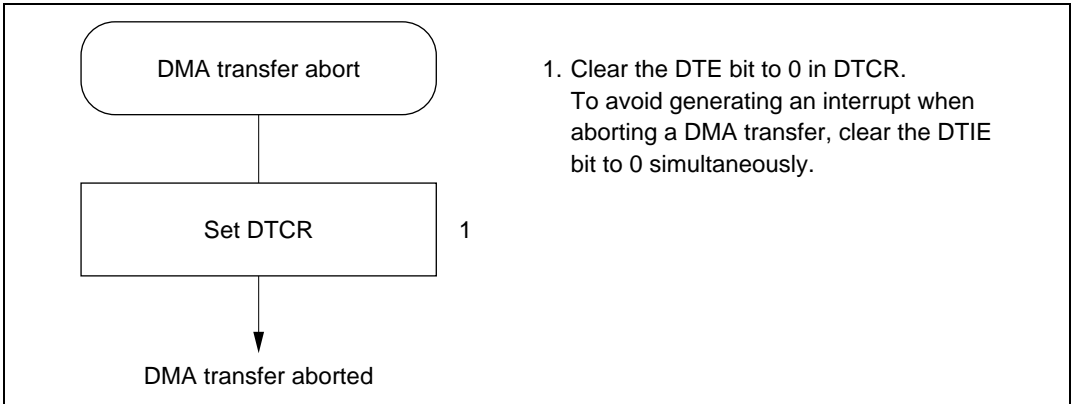 DMA transfer abort
Set DTCR
1
DMA transfer aborted
1. Clear the DTE bit to 0 in DTCR.
To avoid generating an interrupt when
aborting a DMA transfer, clear the DTIE
bit to 0 simultaneously.